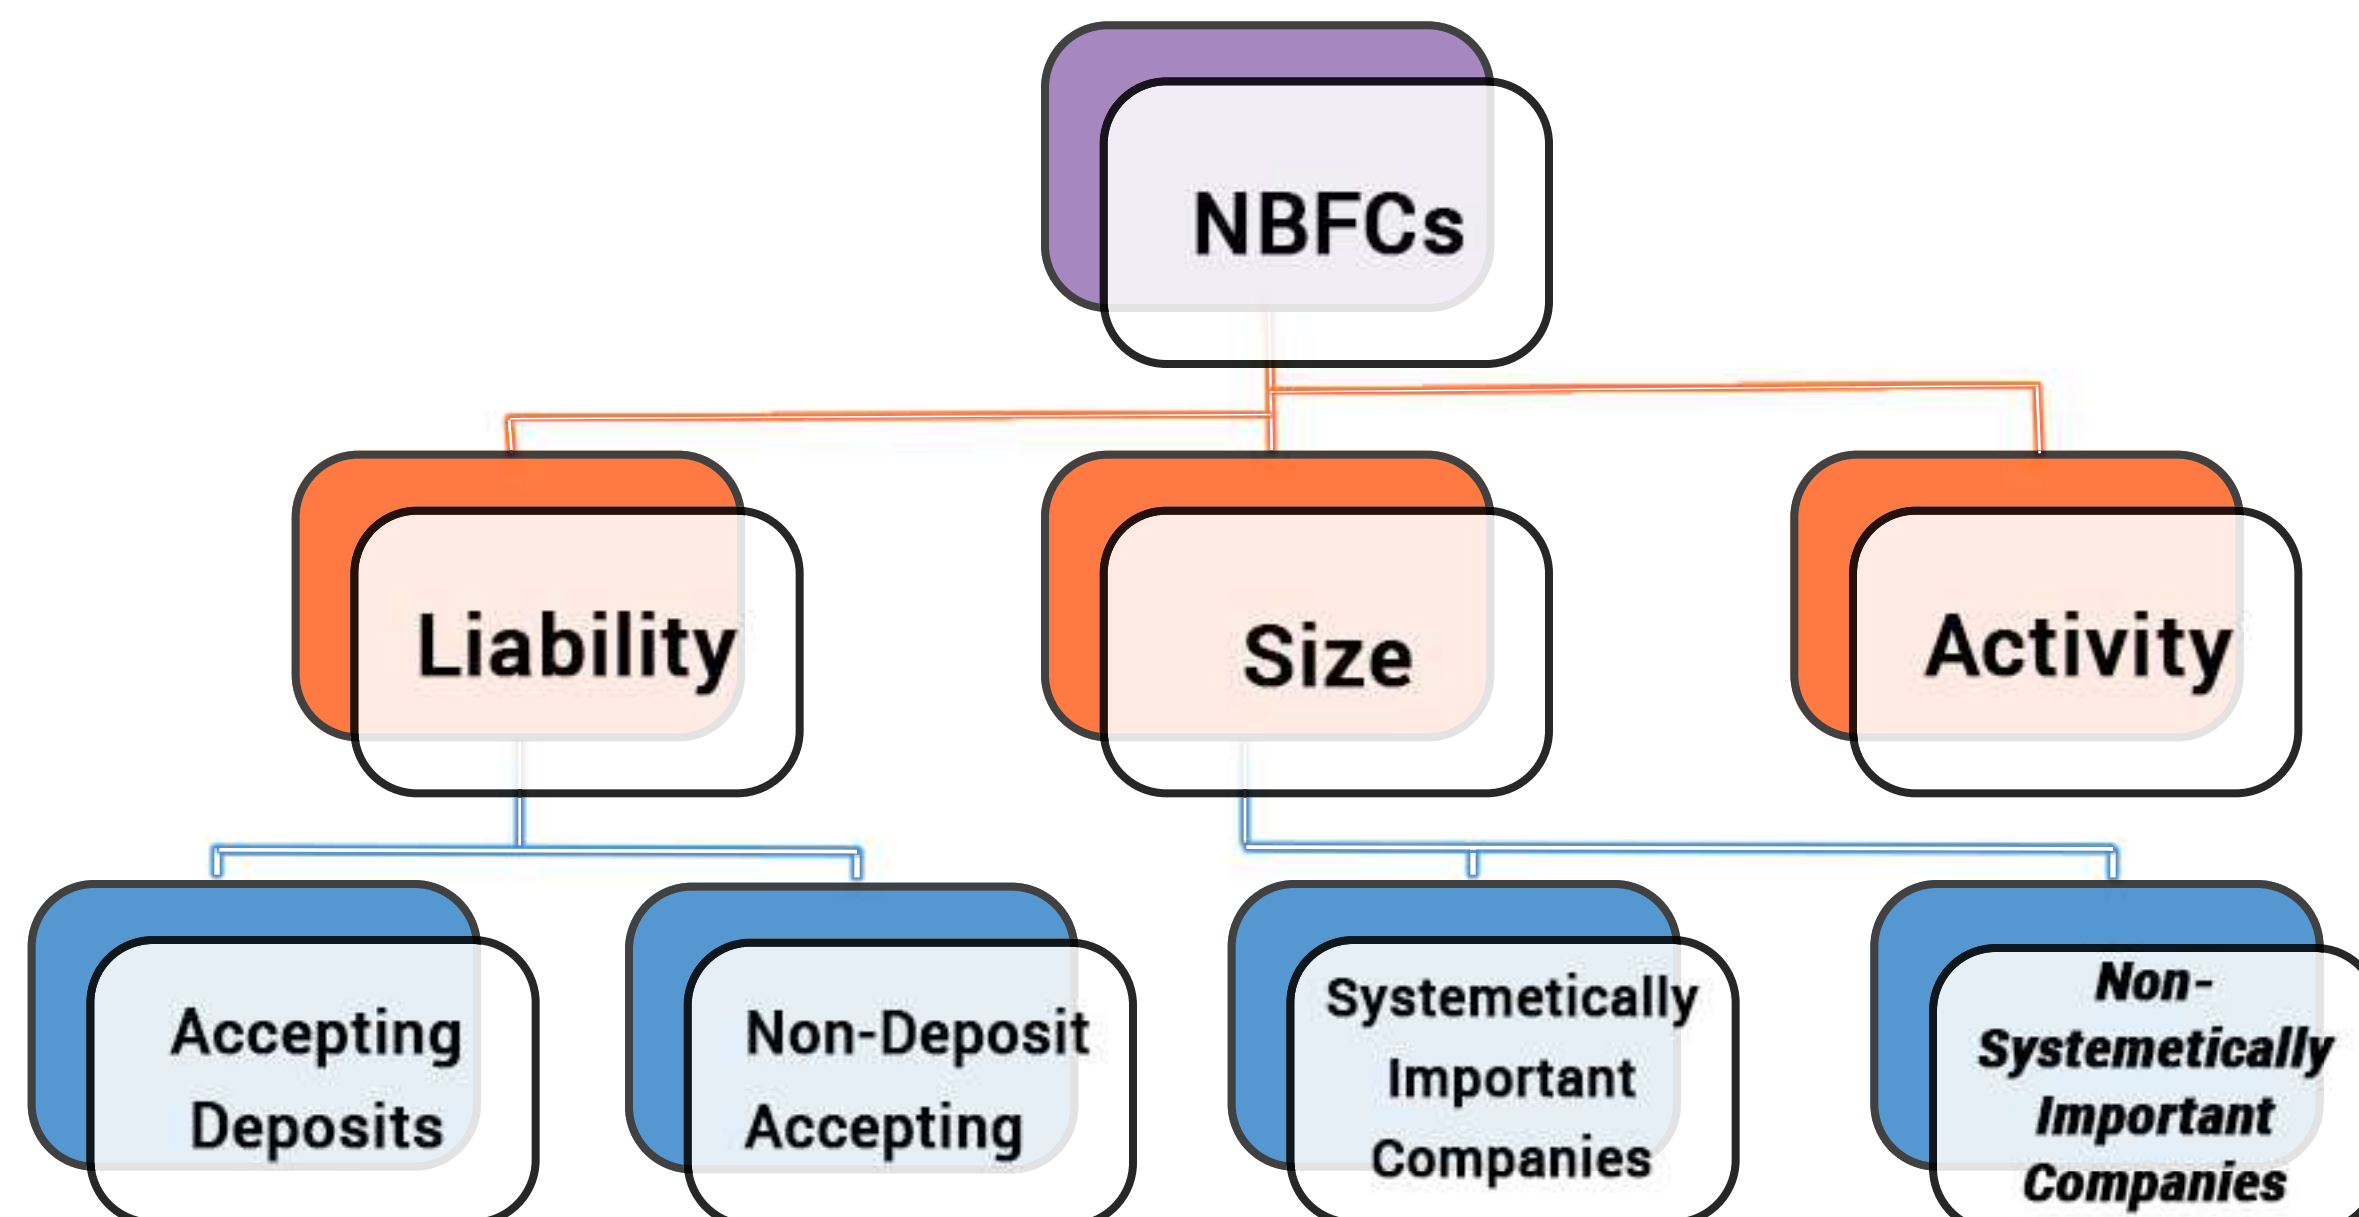 NBFCs
Liability
Size
Activity
Accepting
Deposits
Non-Deposit
Accepting
Systemetically
Important
Companies
Non-
Systemetically
Important
Companies